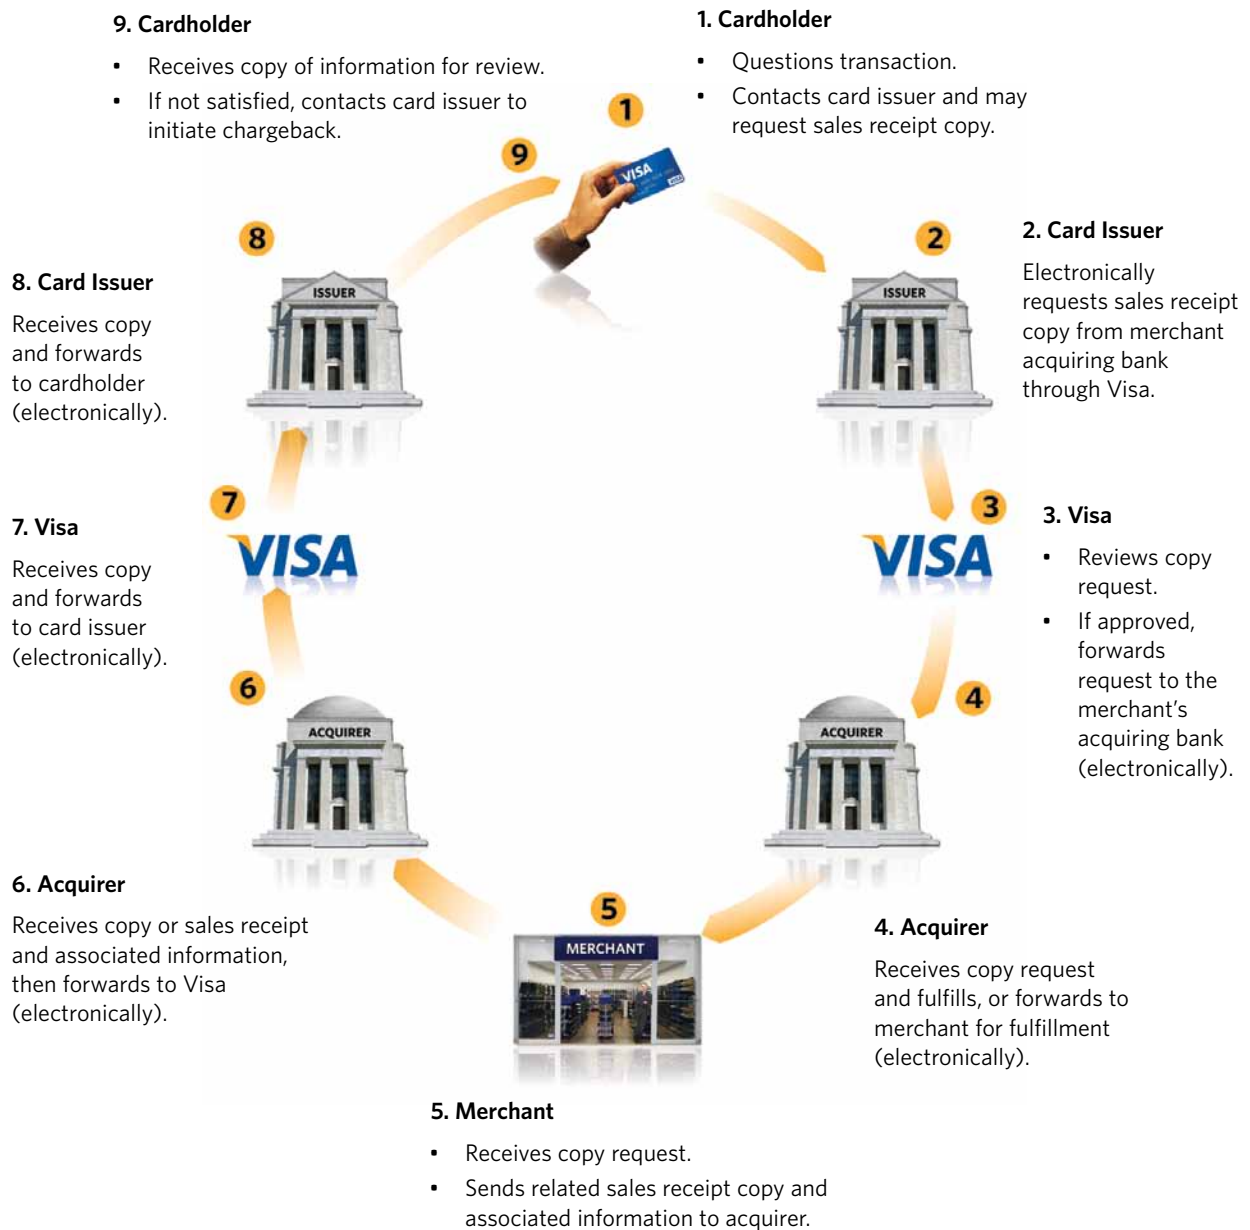 1. Cardholder
• Questions transaction.
• Contacts card issuer and may
request sales receipt copy.
1
VISA
2
ISSUER
2. Card Issuer
Electronically
requests sales receipt
copy from merchant
acquiring bank
through Visa.
3
VISA
3. Visa
• Reviews copy
request.
• If approved,
forwards
request to the
merchant’s
acquiring bank
(electronically).
4
ACQUIRER
4. Acquirer
Receives copy request
and fulfills, or forwards to
merchant for fulfillment
(electronically).
5
MERCHANT
5. Merchant
• Receives copy request.
• Sends related sales receipt copy and
associated information to acquirer.
6
ACQUIRER
6. Acquirer
Receives copy or sales receipt
and associated information,
then forwards to Visa
(electronically).
7
VISA
7. Visa
Receives copy
and forwards
to card issuer
(electronically).
8
ISSUER
8. Card Issuer
Receives copy
and forwards
to cardholder
(electronically).
9
9. Cardholder
• Receives copy of information for review.
• If not satisfied, contacts card issuer to
initiate chargeback.